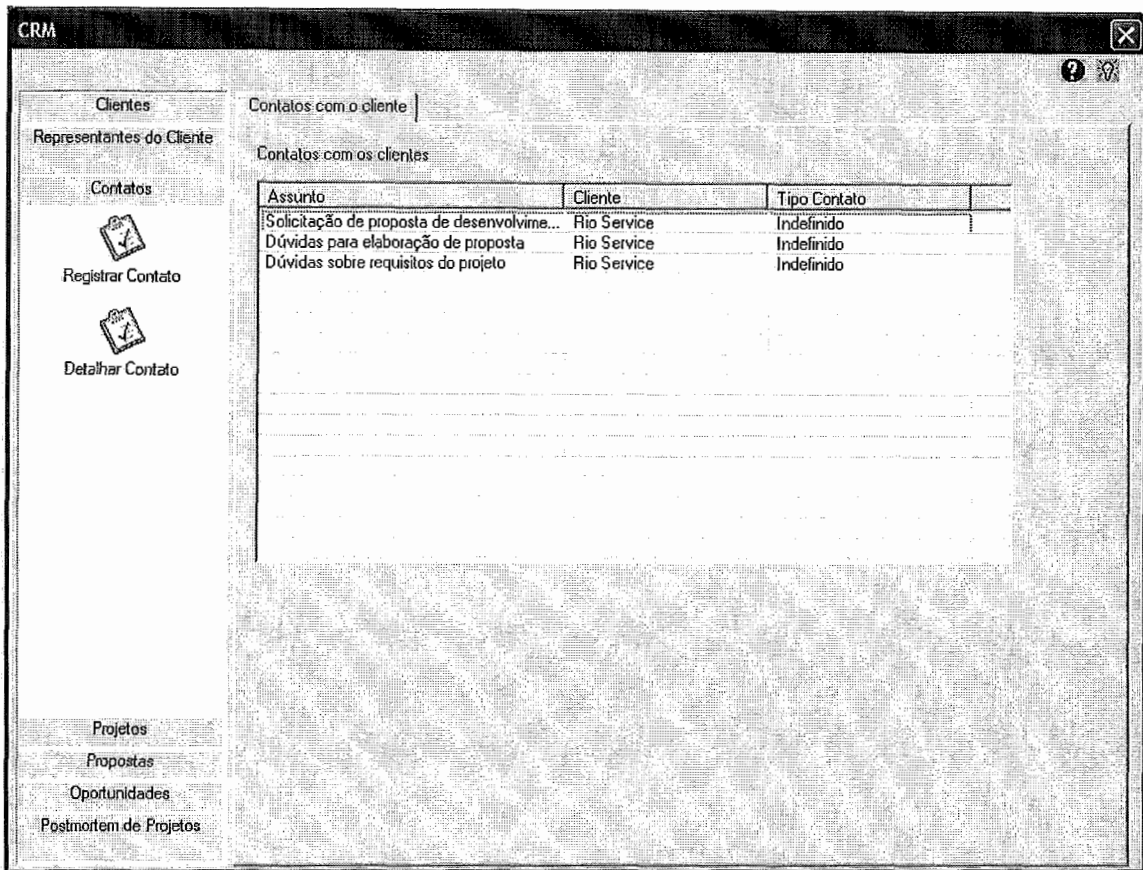 CRM
Clientes
Representantes do Cliente
Contatos
Registrar Contato
Detalhar Contato
Projetos
Propostas
Oportunidades
Postmortem de Projetos
Contatos com o cliente
Contatos com os clientes
Assunto Cliente Tipo Contato
Solicitação de proposta de desenvolvime... Rio Service Indefinido
Dúvidas para elaboração de proposta Rio Service Indefinido
Dúvidas sobre requisitos do projeto Rio Service Indefinido